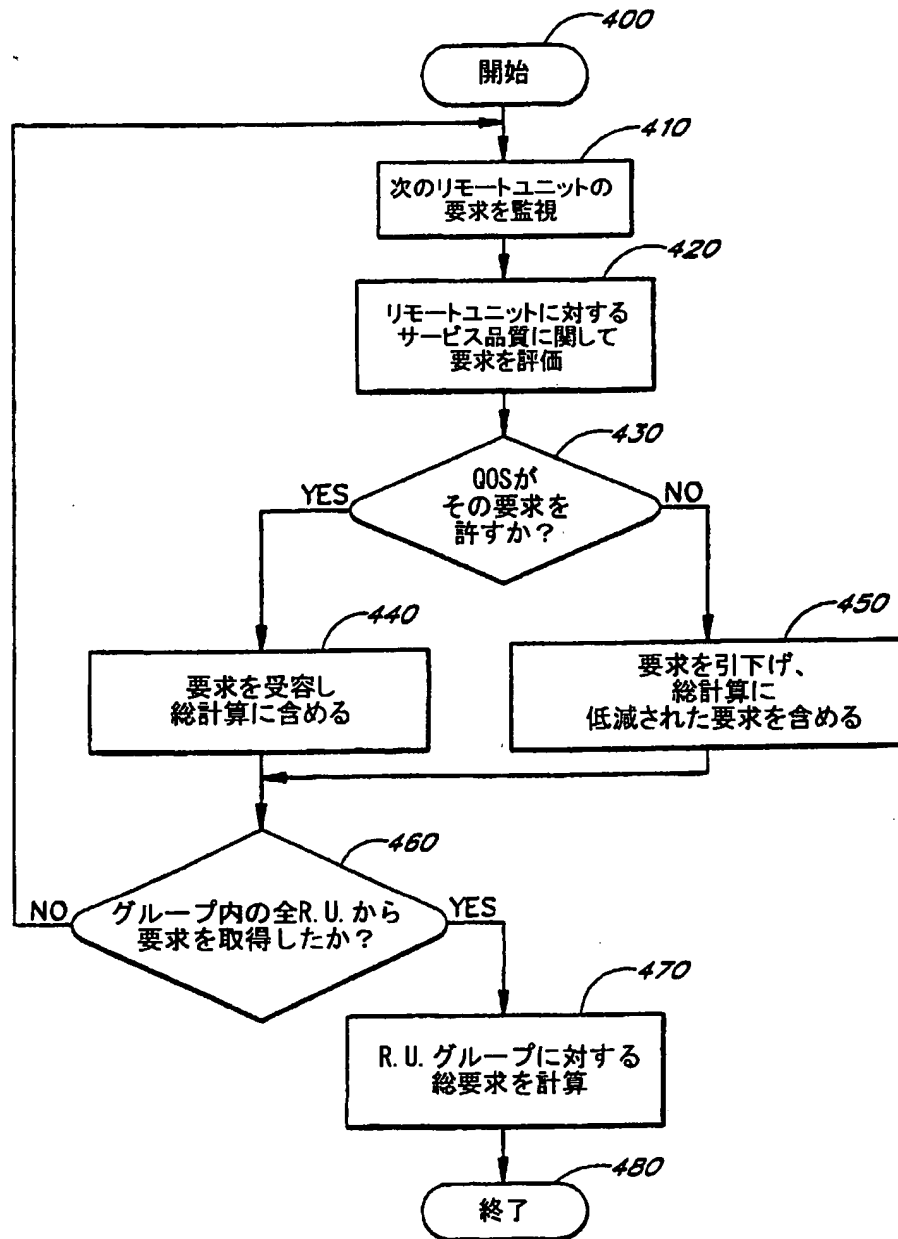 400
開始
410
次のリモートユニットの
要求を監視
420
リモートユニットに対する
サービス品質に関して
要求を評価
430
QOSが
その要求を
許すか?
YES
NO
440
要求を受容し
総計算に含める
450
要求を引下げ、
総計算に
低減された要求を含める
460
グループ内の全R.U.から
要求を取得したか?
NO
YES
470
R.U.グループに対する
総要求を計算
480
終了